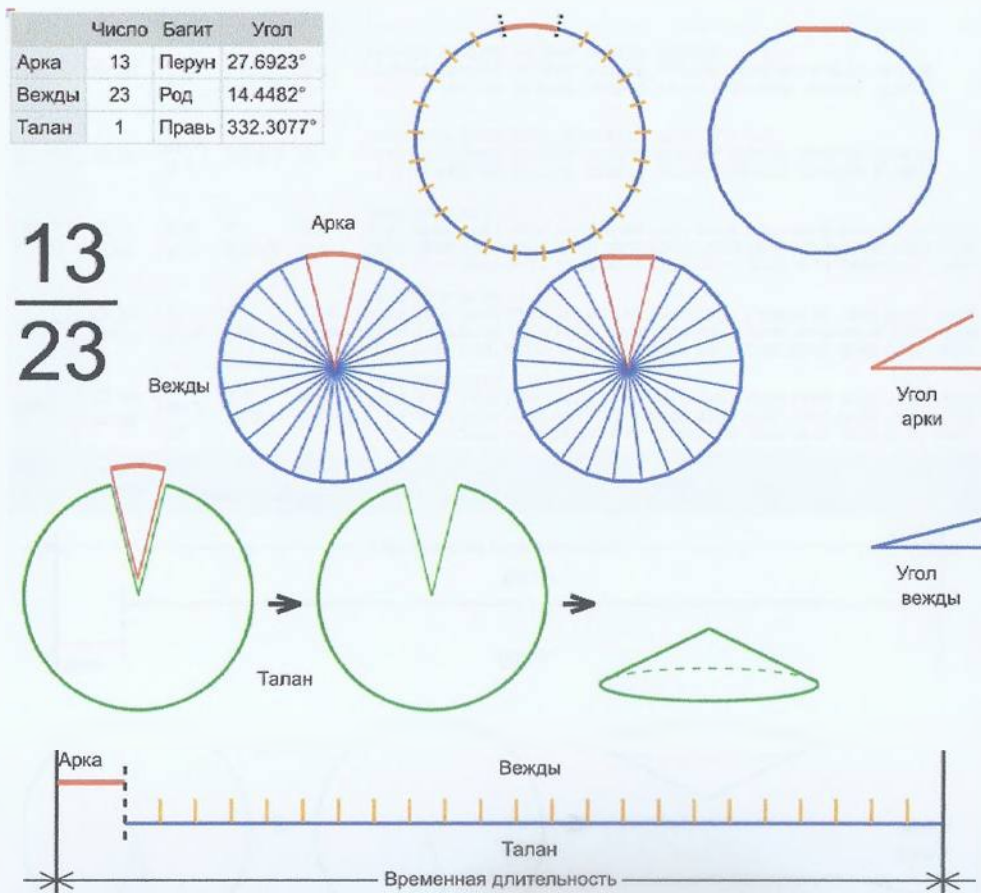 Число Багит Угол
Арка 13 Перун 27.6923°
Вежды 23 Род 14.4482°
Талан 1 Правь 332.3077°
13
23
Арка
Вежды
Угол
арки
Угол
вежды
Талан
Арка
Вежды
Талан
Временная длительность